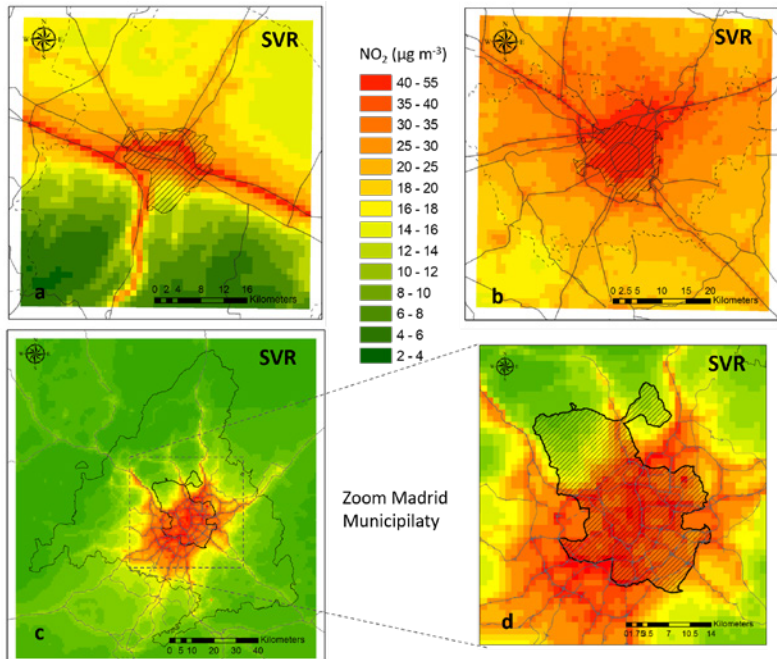 SVR
a
0 2 4 8 12 16
Kilometers
NO₂ (µg m⁻³)
40 - 55
35 - 40
30 - 35
25 - 30
20 - 25
18 - 20
16 - 18
14 - 16
12 - 14
10 - 12
8 - 10
6 - 8
4 - 6
2 - 4
SVR
b
0 2.5 5 10 15 20
Kilometers
SVR
c
0 5 10 20 30 40
Kilometers
Zoom Madrid
Municipilaty
SVR
d
7 10.5 14
Kilometers